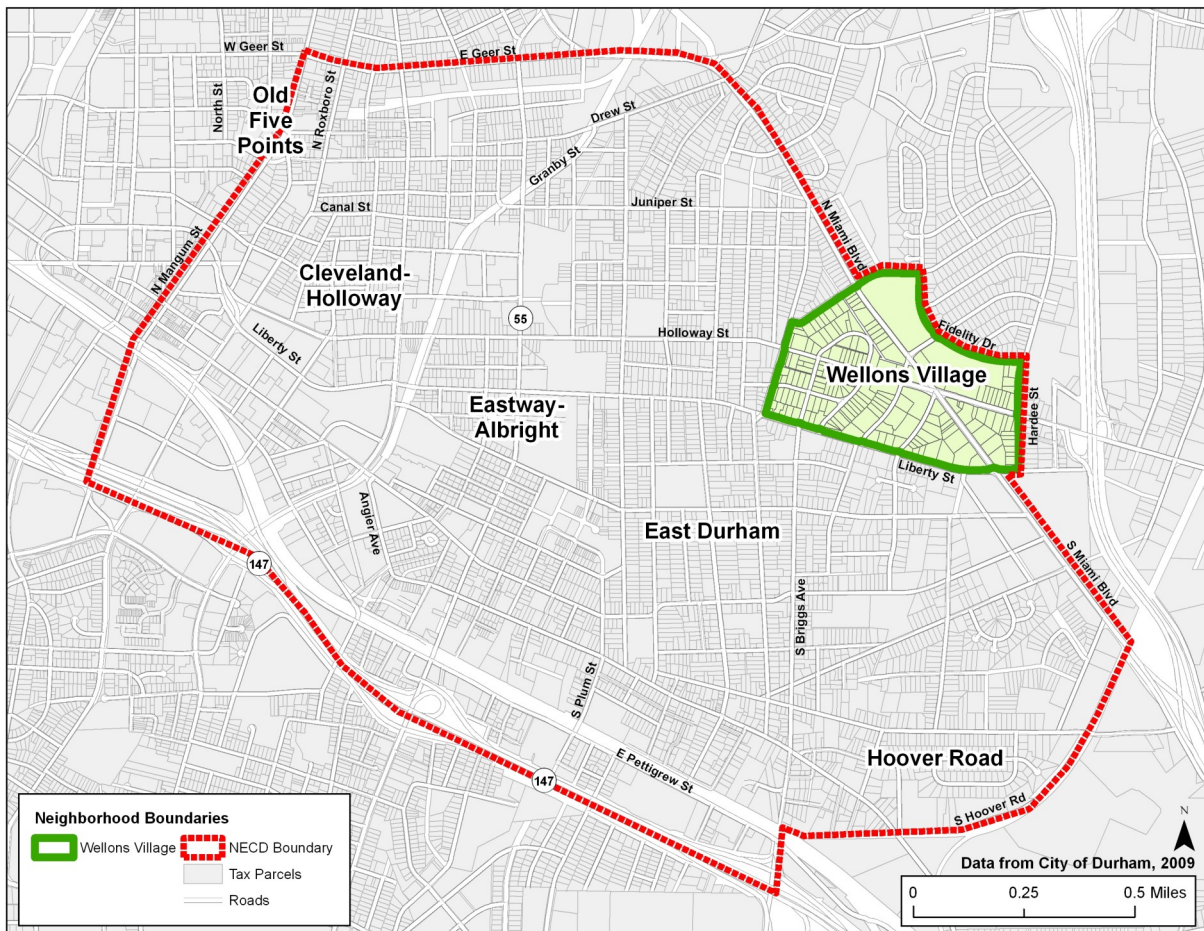 W Geer St
E Geer St
North St
Old
Five
Points
N Roxboro St
Drew St
Granby St
Canal St
Juniper St
N Mangum St
N Miami Blvd
Cleveland-
Holloway
55
Liberty St
Holloway St
Fidelity Dr
Wellons Village
Hardee St
Eastway-
Albright
Liberty St
Angier Ave
East Durham
147
S Miami Blvd
S Briggs Ave
S Plum St
E Pettigrew St
Hoover Road
147
S Hoover Rd
Neighborhood Boundaries
Wellons Village
NECD Boundary
Tax Parcels
Roads
N
Data from City of Durham, 2009
0 0.25 0.5 Miles